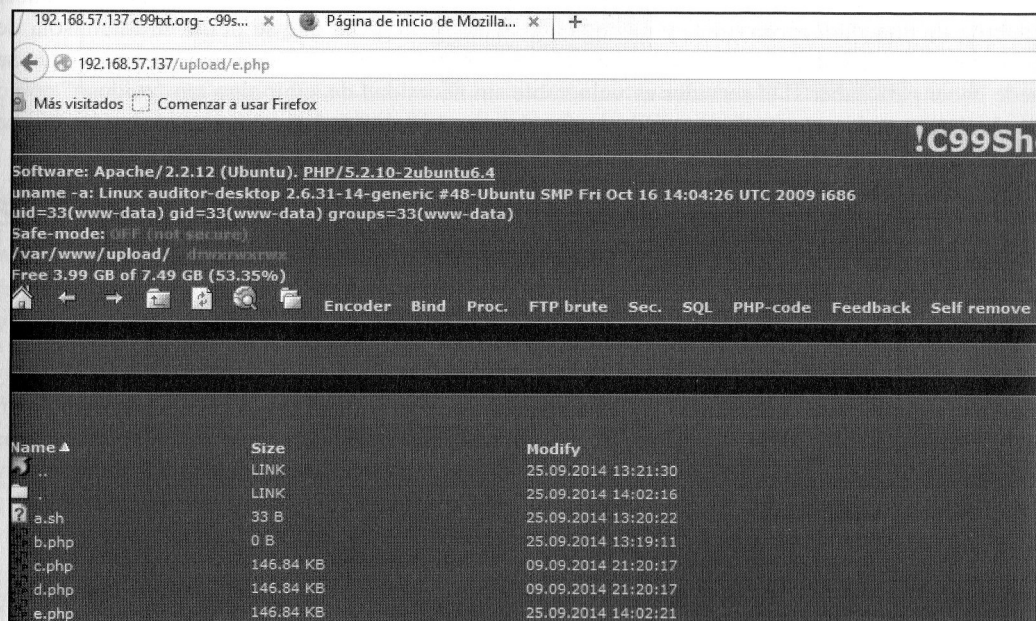 192.168.57.137 c99txt.org- c99s... × Página de inicio de Mozilla... × +
192.168.57.137/upload/e.php
Más visitados Comenzar a usar Firefox
!C99Sh
Software: Apache/2.2.12 (Ubuntu). PHP/5.2.10-2ubuntu6.4
uname -a: Linux auditor-desktop 2.6.31-14-generic #48-Ubuntu SMP Fri Oct 16 14:04:26 UTC 2009 i686
uid=33(www-data) gid=33(www-data) groups=33(www-data)
Safe-mode: OFF (not secure)
/var/www/upload/ drwxrwxrwx
Free 3.99 GB of 7.49 GB (53.35%)
Encoder Bind Proc. FTP brute Sec. SQL PHP-code Feedback Self remove
Name Size Modify
.. LINK 25.09.2014 13:21:30
. LINK 25.09.2014 14:02:16
a.sh 33 B 25.09.2014 13:20:22
b.php 0 B 25.09.2014 13:19:11
c.php 146.84 KB 09.09.2014 21:20:17
d.php 146.84 KB 09.09.2014 21:20:17
e.php 146.84 KB 25.09.2014 14:02:21